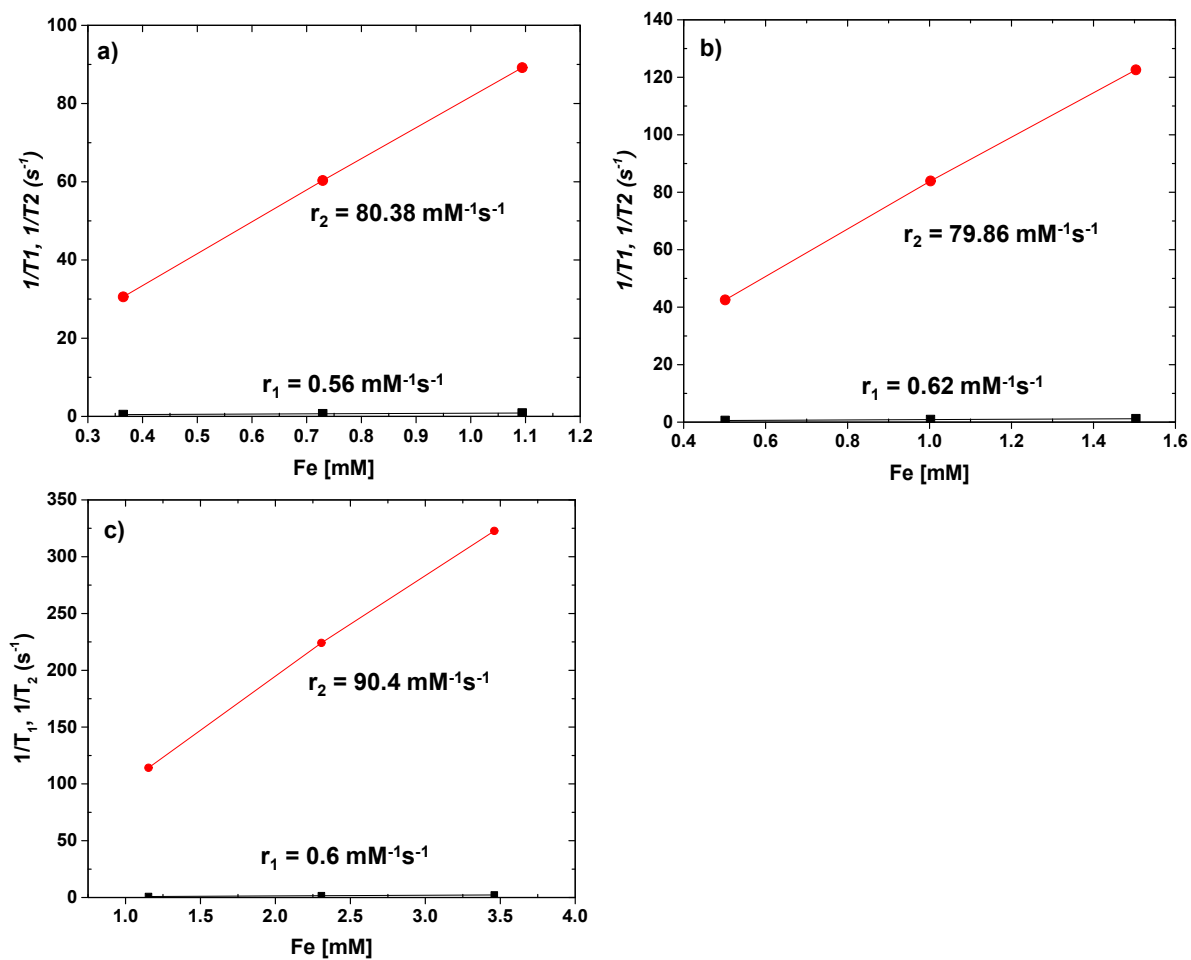 a)
100
80
60
40
20
0
1/T1, 1/T2 (s⁻¹)
r₂ = 80.38 mM⁻¹s⁻¹
r₁ = 0.56 mM⁻¹s⁻¹
0.3 0.4 0.5 0.6 0.7 0.8 0.9 1.0 1.1 1.2
Fe [mM]
b)
140
120
100
80
60
40
20
0
1/T1, 1/T2 (s⁻¹)
r₂ = 79.86 mM⁻¹s⁻¹
r₁ = 0.62 mM⁻¹s⁻¹
0.4 0.6 0.8 1.0 1.2 1.4 1.6
Fe [mM]
c)
350
300
250
200
150
100
50
0
1/T₁, 1/T₂ (s⁻¹)
r₂ = 90.4 mM⁻¹s⁻¹
r₁ = 0.6 mM⁻¹s⁻¹
1.0 1.5 2.0 2.5 3.0 3.5 4.0
Fe [mM]